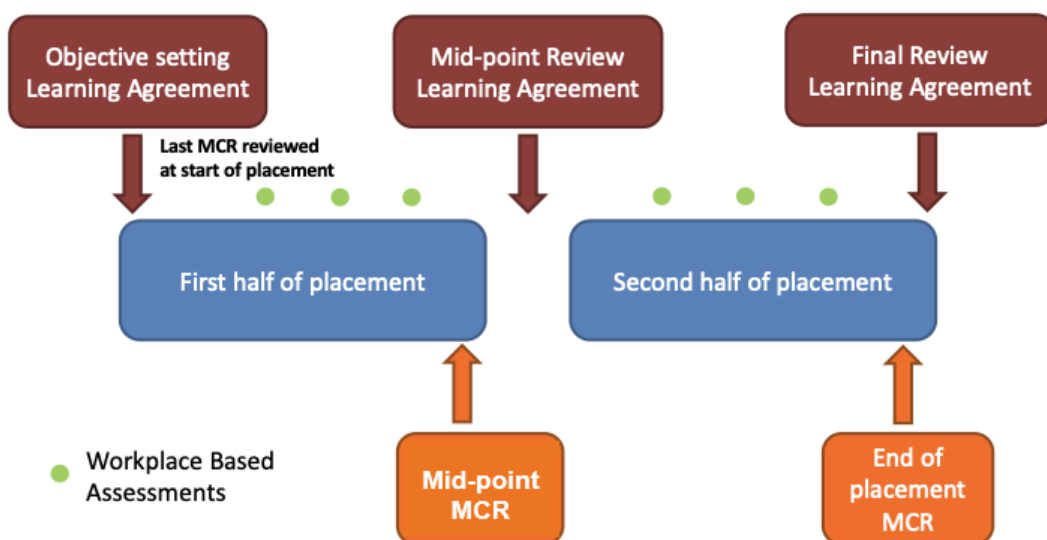 Objective setting
Learning Agreement
Mid-point Review
Learning Agreement
Final Review
Learning Agreement
Last MCR reviewed
at start of placement
First half of placement
Second half of placement
Workplace Based
Assessments
Mid-point
MCR
End of
placement
MCR